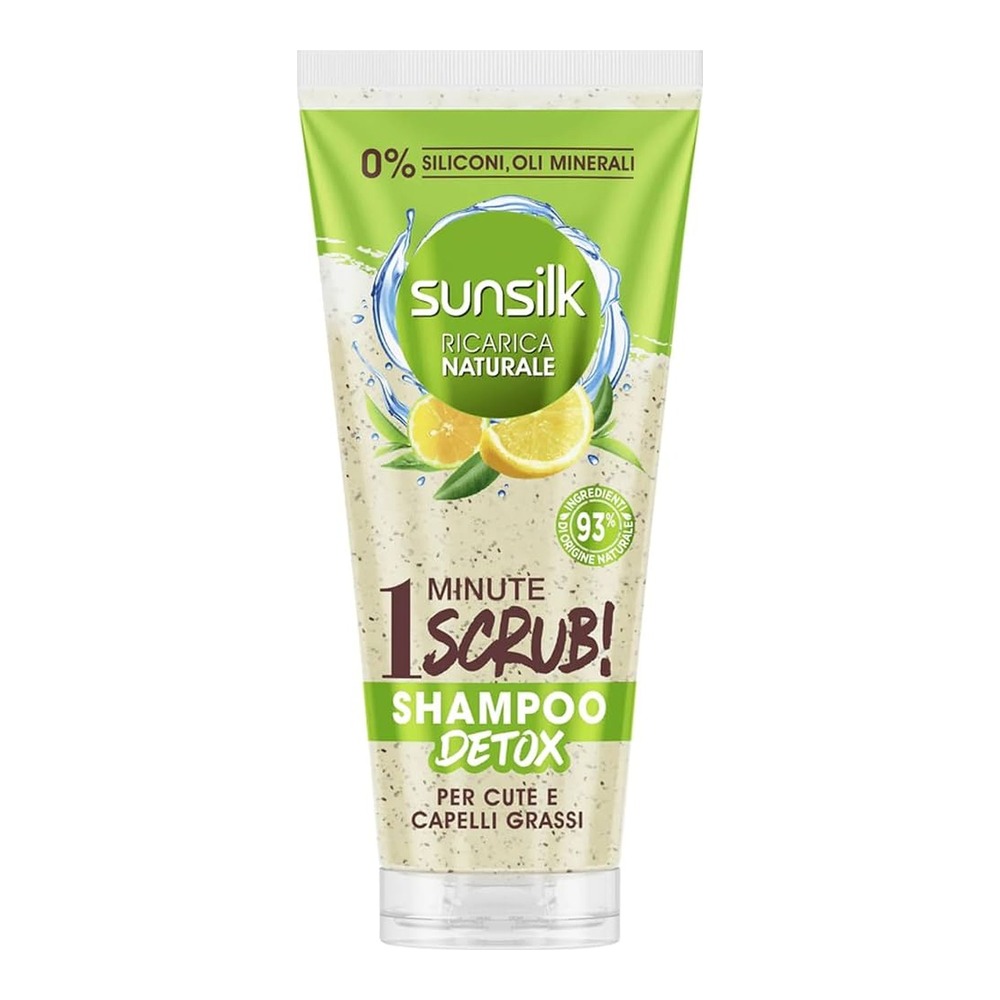 0% SILICONI, OLI MINERALI
sunsilk
RICARICA
NATURALE
INGREDIENTI
93%
DI ORIGINE NATURALE
1 MINUTE
SCRUB!
SHAMPOO
DETOX
PER CUTE E
CAPELLI GRASSI